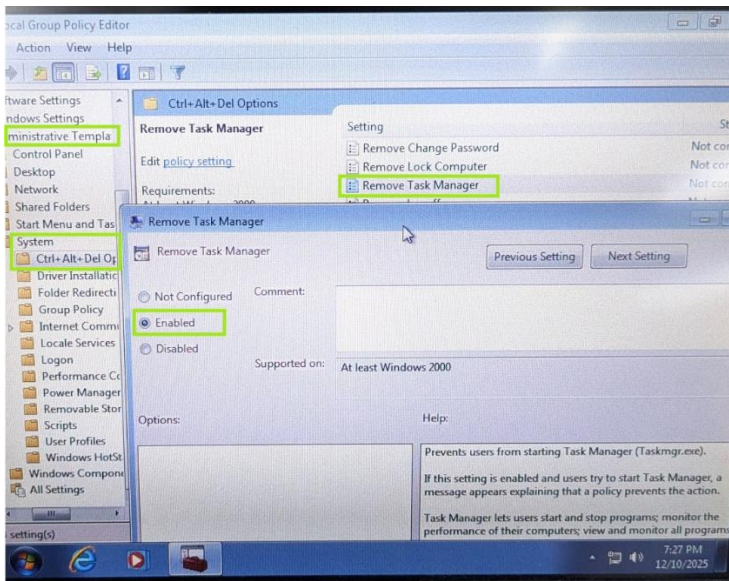 ocal Group Policy Editor
Action View Help
ftware Settings
ndows Settings
ministrative Templa
Control Panel
Desktop
Network
Shared Folders
Start Menu and Tas
System
Ctrl+Alt+Del Op
Driver Installatic
Folder Redirecti
Group Policy
Internet Commu
Locale Services
Logon
Performance Co
Power Manager
Removable Stor
Scripts
User Profiles
Windows HotSt
Windows Compone
All Settings
setting(s)
Ctrl+Alt+Del Options
Remove Task Manager
Edit policy setting
Requirements:
Setting
St
Remove Change Password
Not cor
Remove Lock Computer
Not cor
Remove Task Manager
Not cor
Remove Task Manager
Remove Task Manager
Previous Setting
Next Setting
Not Configured
Enabled
Disabled
Comment:
Supported on:
At least Windows 2000
Options:
Help:
Prevents users from starting Task Manager (Taskmgr.exe).
If this setting is enabled and users try to start Task Manager, a
message appears explaining that a policy prevents the action.
Task Manager lets users start and stop programs; monitor the
performance of their computers; view and monitor all programs
7:27 PM
12/10/2025